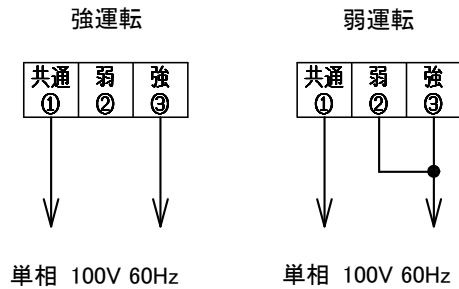 強運転
共通 弱 強
① ② ③
単相 100V 60Hz
弱運転
共通 弱 強
① ② ③
単相 100V 60Hz